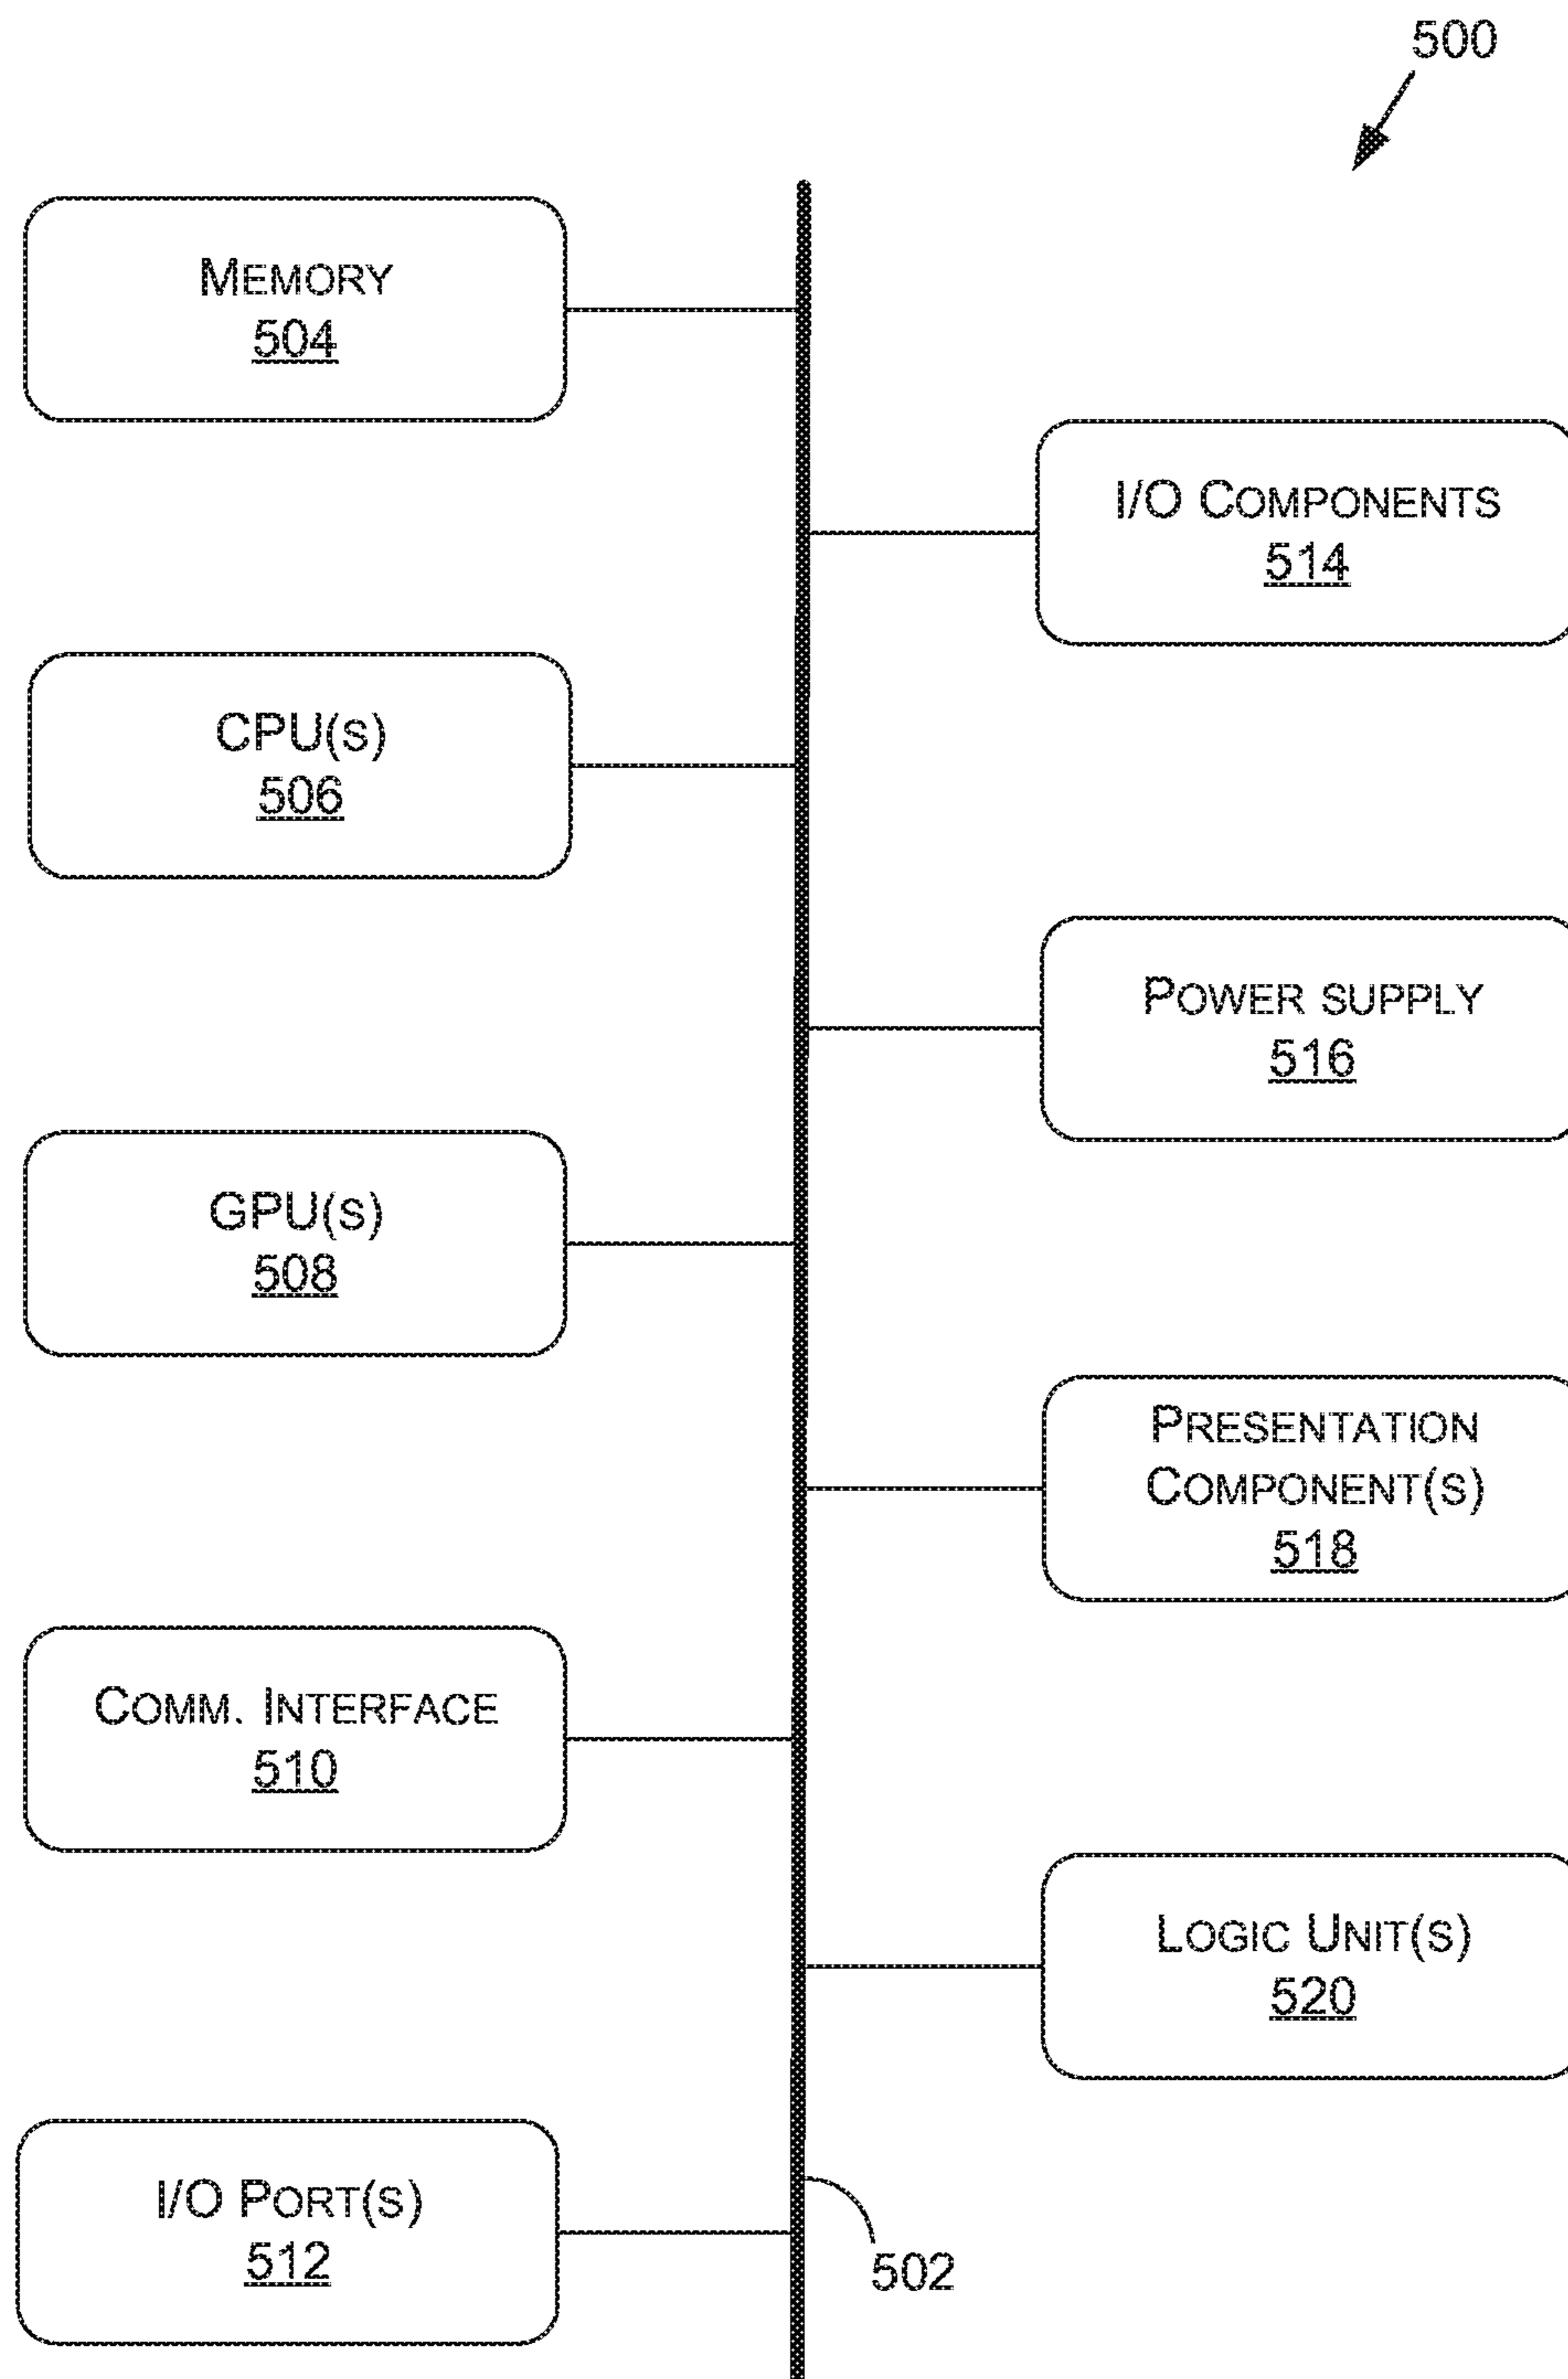 500
MEMORY
504
I/O COMPONENTS
514
CPU(S)
506
POWER SUPPLY
516
GPU(S)
508
PRESENTATION
COMPONENT(S)
518
COMM. INTERFACE
510
LOGIC UNIT(S)
520
I/O PORT(S)
512
502